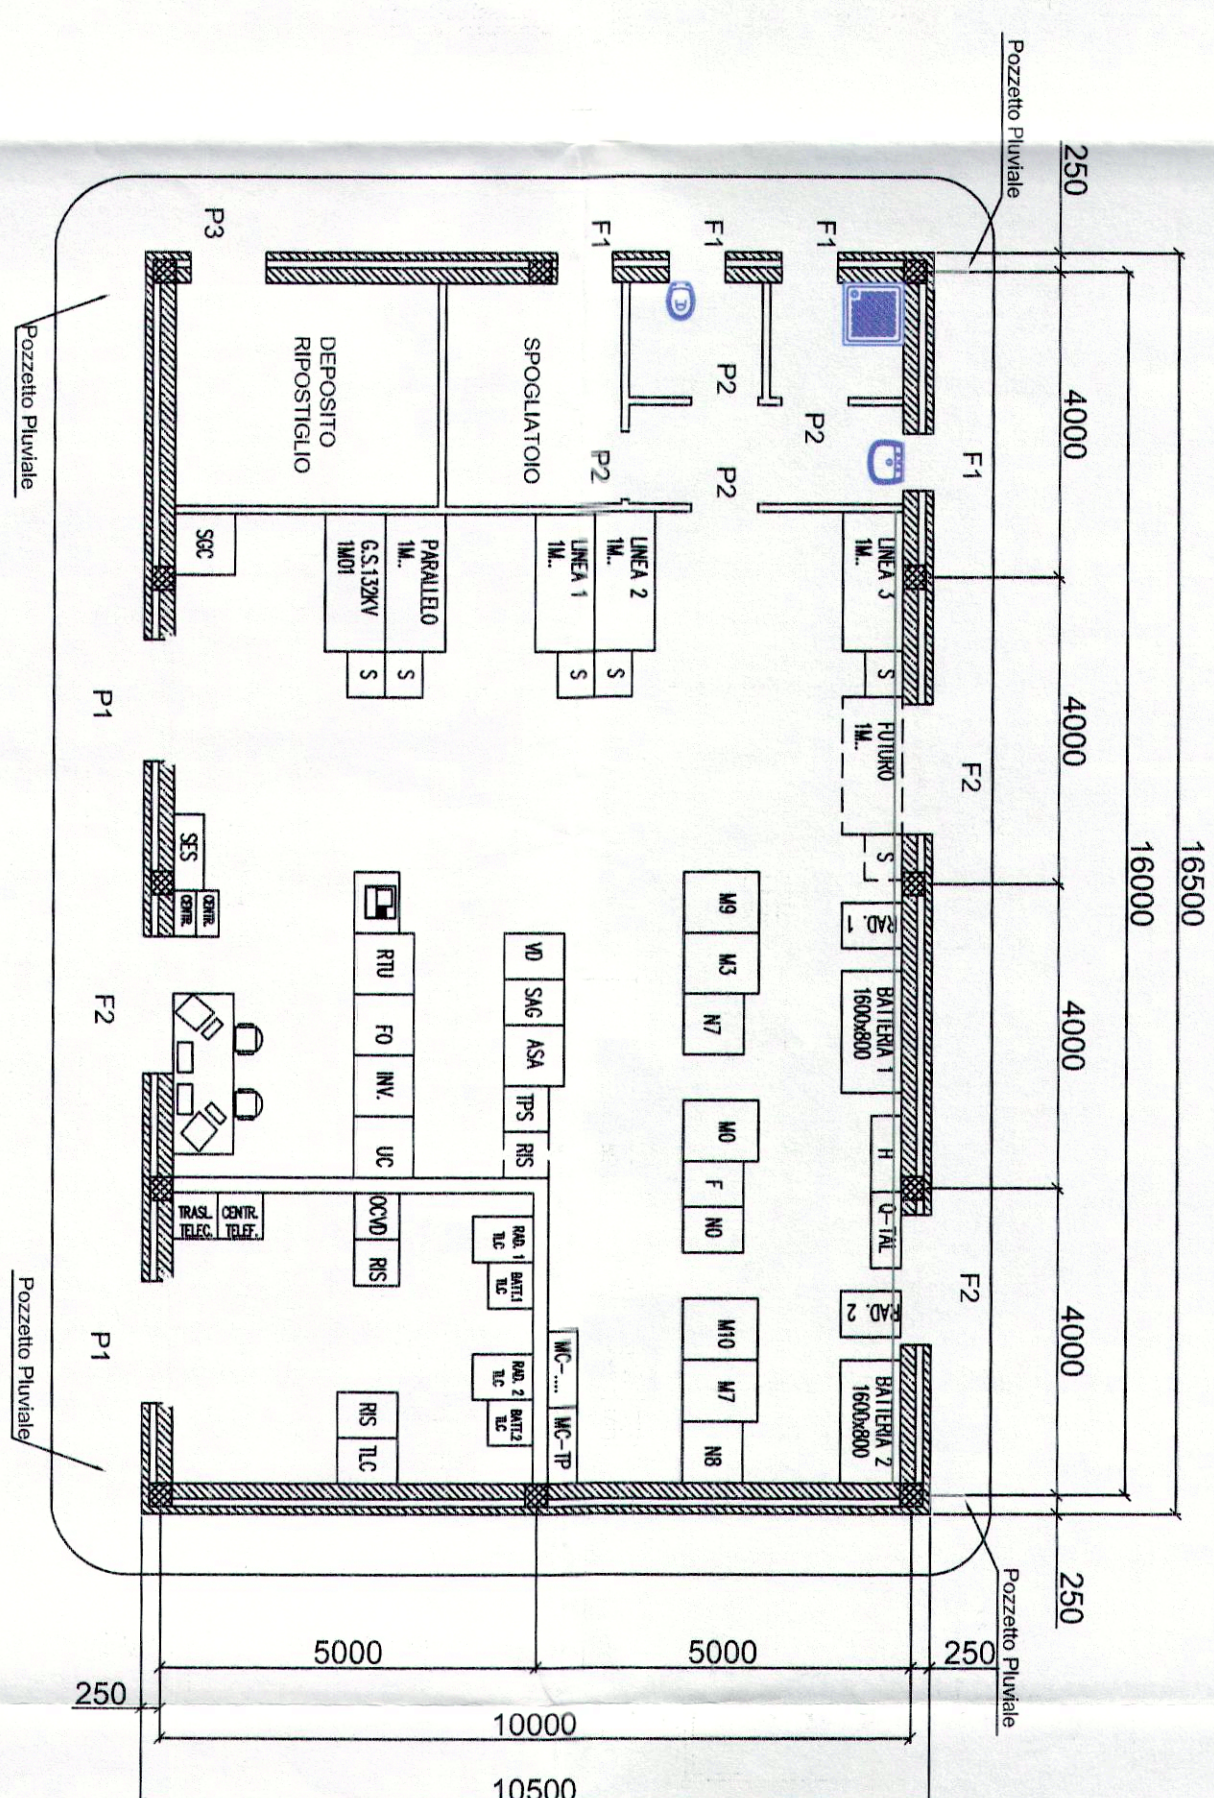 Pozzetto Pluviale
250
4000
4000
4000
4000
250
16000
16500
Pozzetto Pluviale
F1
F2
F2
F1
F1
F1
P3
P2
P2
P2
P2
SPOGLIATOIO
DEPOSITO
RIPOSTIGLIO
LINEA 3
1M..
S
FUTURO
1M..
S
RAD. 1
BATTERIA 1
1600x800
H
Q-TAL
RAD. 2
BATTERIA 2
1600x800
LINEA 2
1M..
S
LINEA 1
1M..
S
PARALLELO
1M..
S
G.S.132KV
1M01
S
SGC
M9
M3
N7
M0
F
N0
M10
M7
N8
VD
SAG
ASA
TPS
RIS
MC-....
MC-TP
RAD. 1
TLC
BATT.1
TLC
RAD. 2
TLC
BATT.2
TLC
RTU
FO
INV.
UC
OCVD
RIS
RIS
TLC
SES
CENTR.
CENTR.
CENTR.
TELEF.
TRASL.
TELEG.
P1
F2
P1
Pozzetto Pluviale
Pozzetto Pluviale
5000
5000
250
250
10000
10500